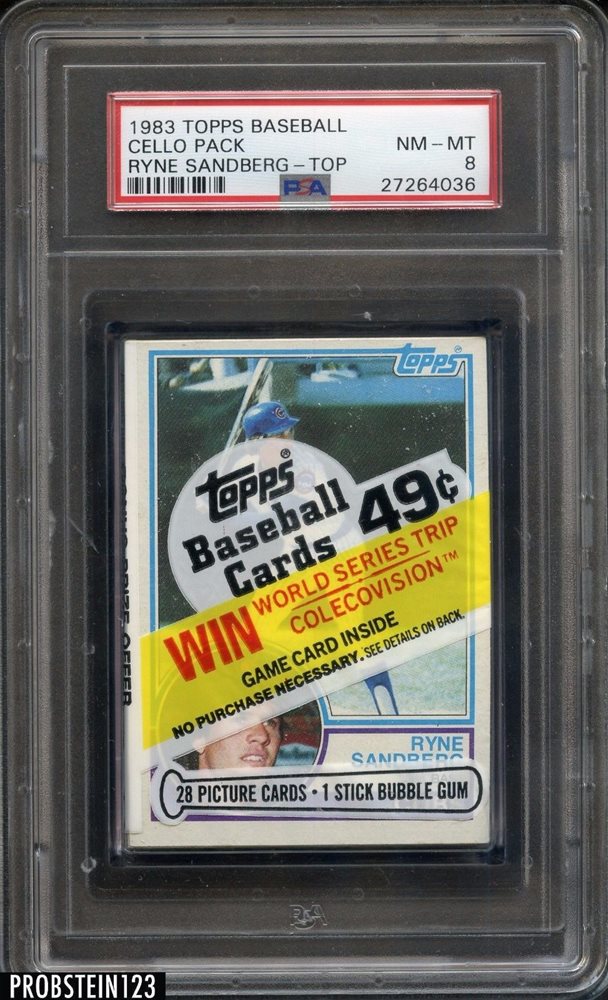 1983 TOPPS BASEBALL
CELLO PACK NM-MT
RYNE SANDBERG-TOP 8
PSA 27264036
Topps®
Topps®
Baseball 49¢
Cards
WIN WORLD SERIES TRIP
COLECOVISION™
GAME CARD INSIDE
NO PURCHASE NECESSARY. SEE DETAILS ON BACK.
RYNE
SANDBERG
28 PICTURE CARDS • 1 STICK BUBBLE GUM
PSA
PROBSTEIN123